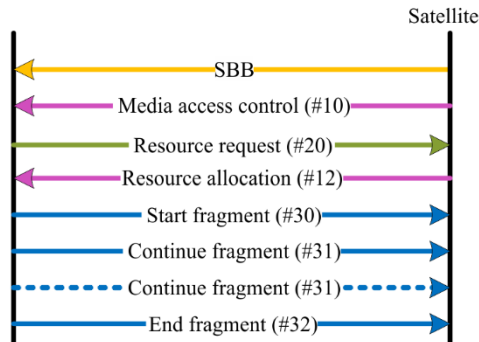 Satellite
SBB
Media access control (#10)
Resource request (#20)
Resource allocation (#12)
Start fragment (#30)
Continue fragment (#31)
Continue fragment (#31)
End fragment (#32)